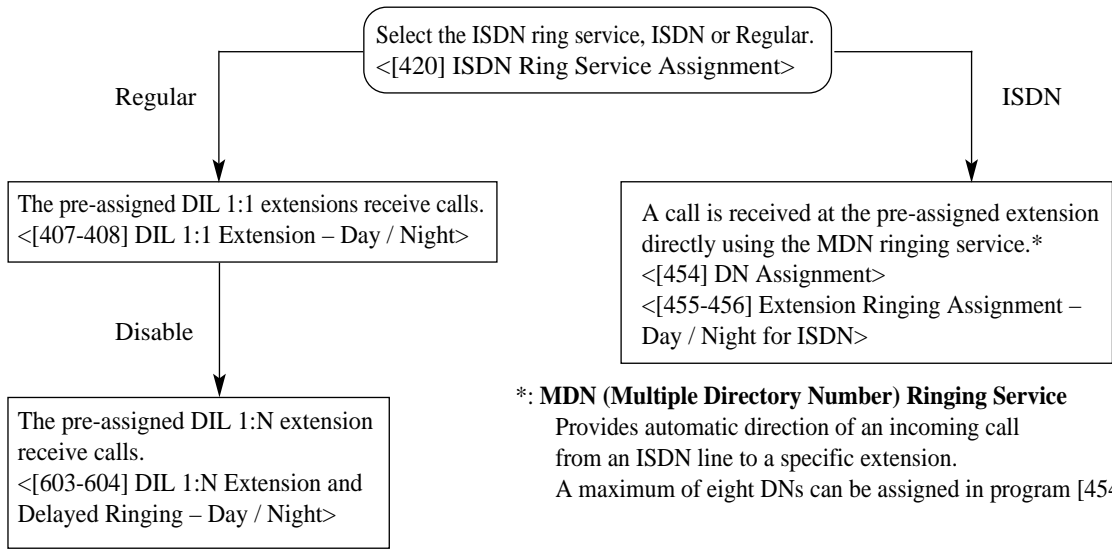 Select the ISDN ring service, ISDN or Regular.
<[420] ISDN Ring Service Assignment>
Regular
ISDN
The pre-assigned DIL 1:1 extensions receive calls.
<[407-408] DIL 1:1 Extension – Day / Night>
A call is received at the pre-assigned extension
directly using the MDN ringing service.*
<[454] DN Assignment>
<[455-456] Extension Ringing Assignment –
Day / Night for ISDN>
Disable
The pre-assigned DIL 1:N extension
receive calls.
<[603-604] DIL 1:N Extension and
Delayed Ringing – Day / Night>
*: MDN (Multiple Directory Number) Ringing Service
Provides automatic direction of an incoming call
from an ISDN line to a specific extension.
A maximum of eight DNs can be assigned in program [454